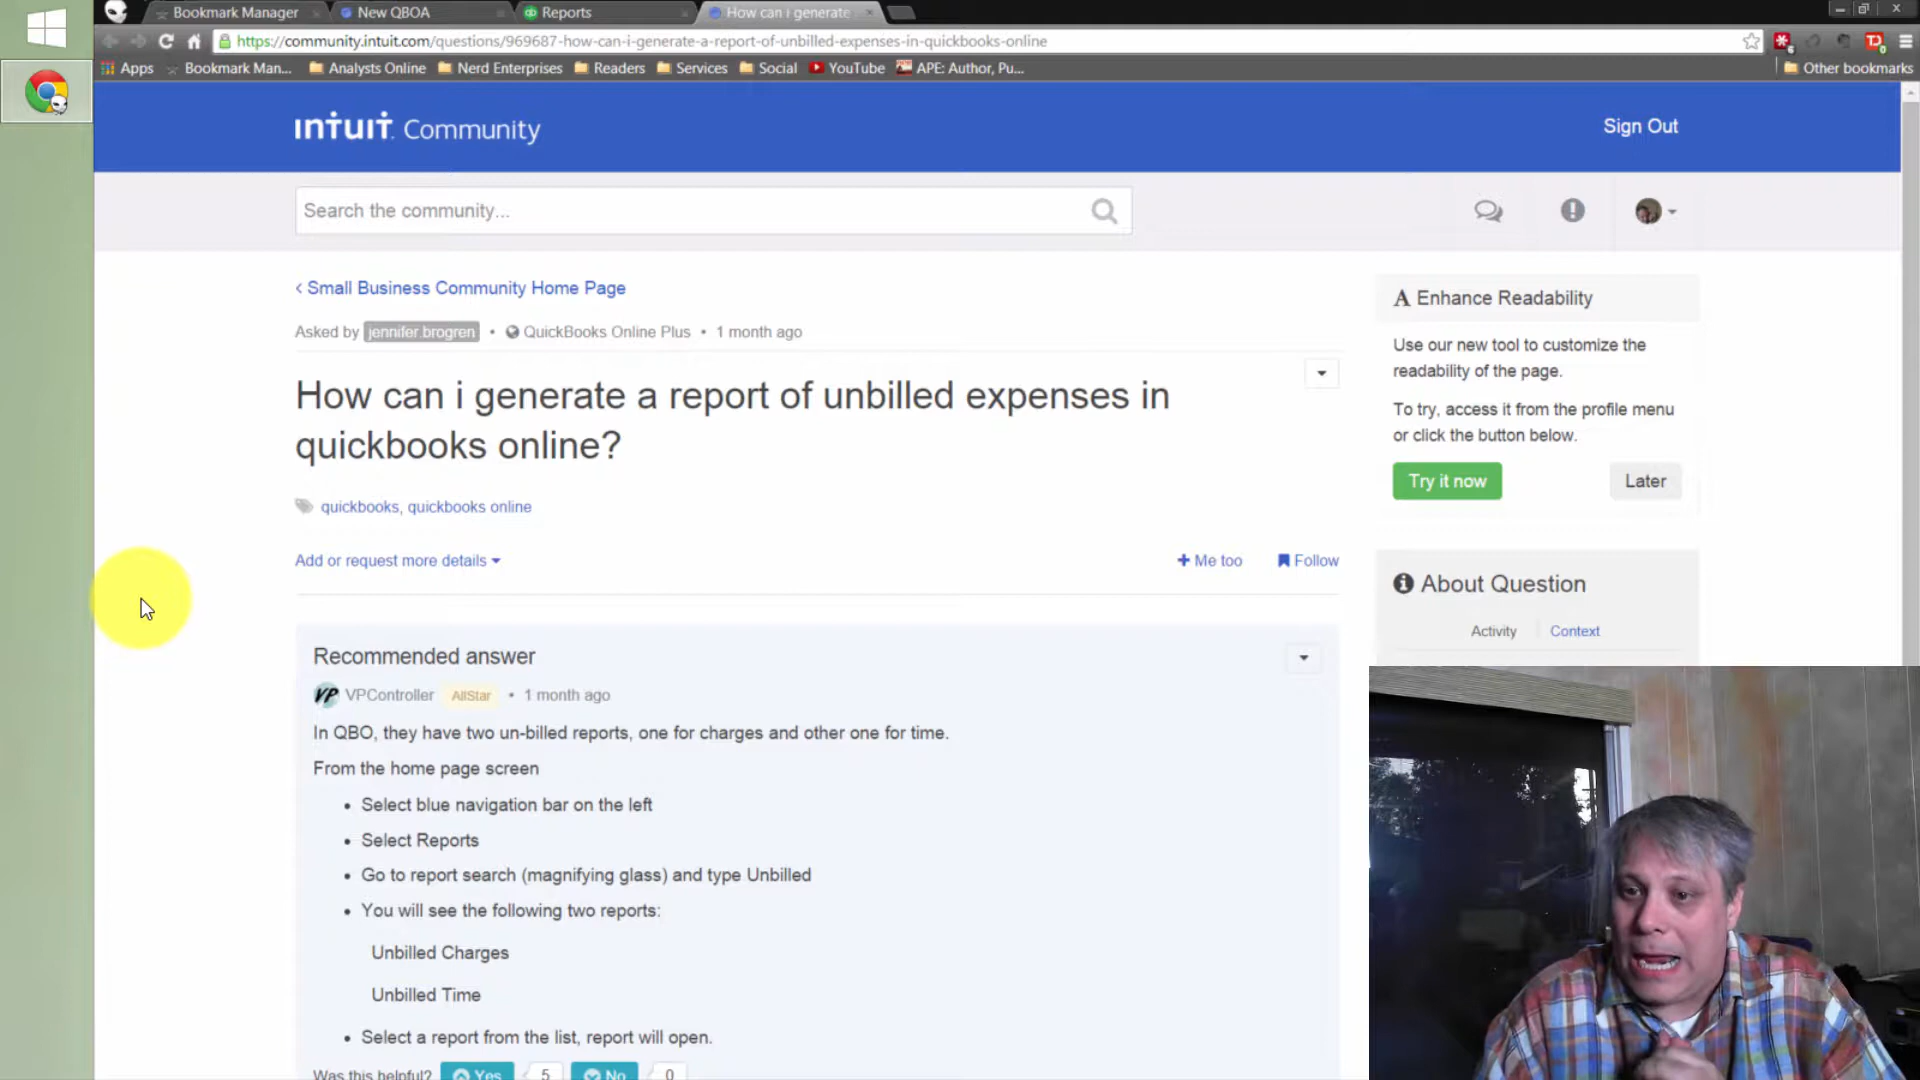 Bookmark Manager
New QBOA
Reports
How can i generate
https://community.intuit.com/questions/969687-how-can-i-generate-a-report-of-unbilled-expenses-in-quickbooks-online
Apps
Bookmark Man...
Analysts Online
Nerd Enterprises
Readers
Services
Social
YouTube
APE: Author, Pu...
Other bookmarks
intuit Community
Sign Out
Search the community...
‹ Small Business Community Home Page
Asked by jennifer.brogren • QuickBooks Online Plus • 1 month ago
How can i generate a report of unbilled expenses in
quickbooks online?
quickbooks, quickbooks online
Add or request more details
+ Me too
Follow
Recommended answer
VP VPController AllStar • 1 month ago
In QBO, they have two un-billed reports, one for charges and other one for time.
From the home page screen
• Select blue navigation bar on the left
• Select Reports
• Go to report search (magnifying glass) and type Unbilled
• You will see the following two reports:
Unbilled Charges
Unbilled Time
• Select a report from the list, report will open.
Was this helpful? Yes 5 No 0
A Enhance Readability
Use our new tool to customize the
readability of the page.
To try, access it from the profile menu
or click the button below.
Try it now
Later
About Question
Activity
Context